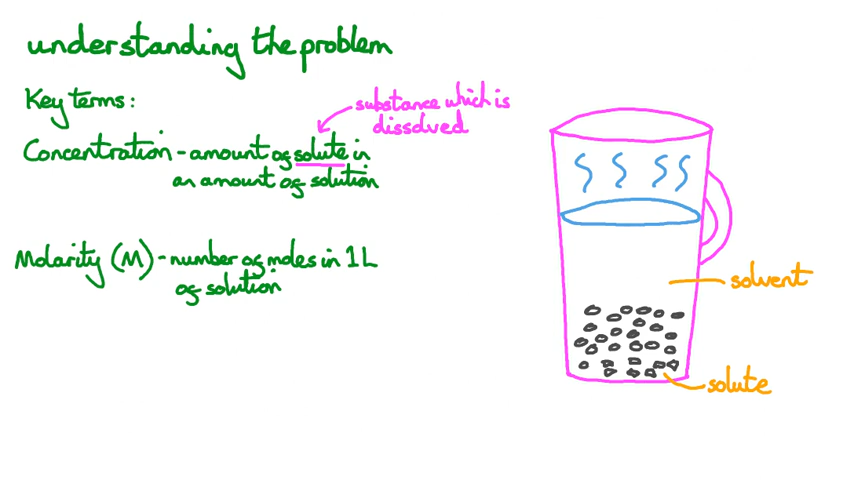 understanding the problem
Key terms:
substance which is
dissolved
Concentration - amount of solute in
an amount of solution
Molarity (M) - number of moles in 1L
of solution
solvent
solute